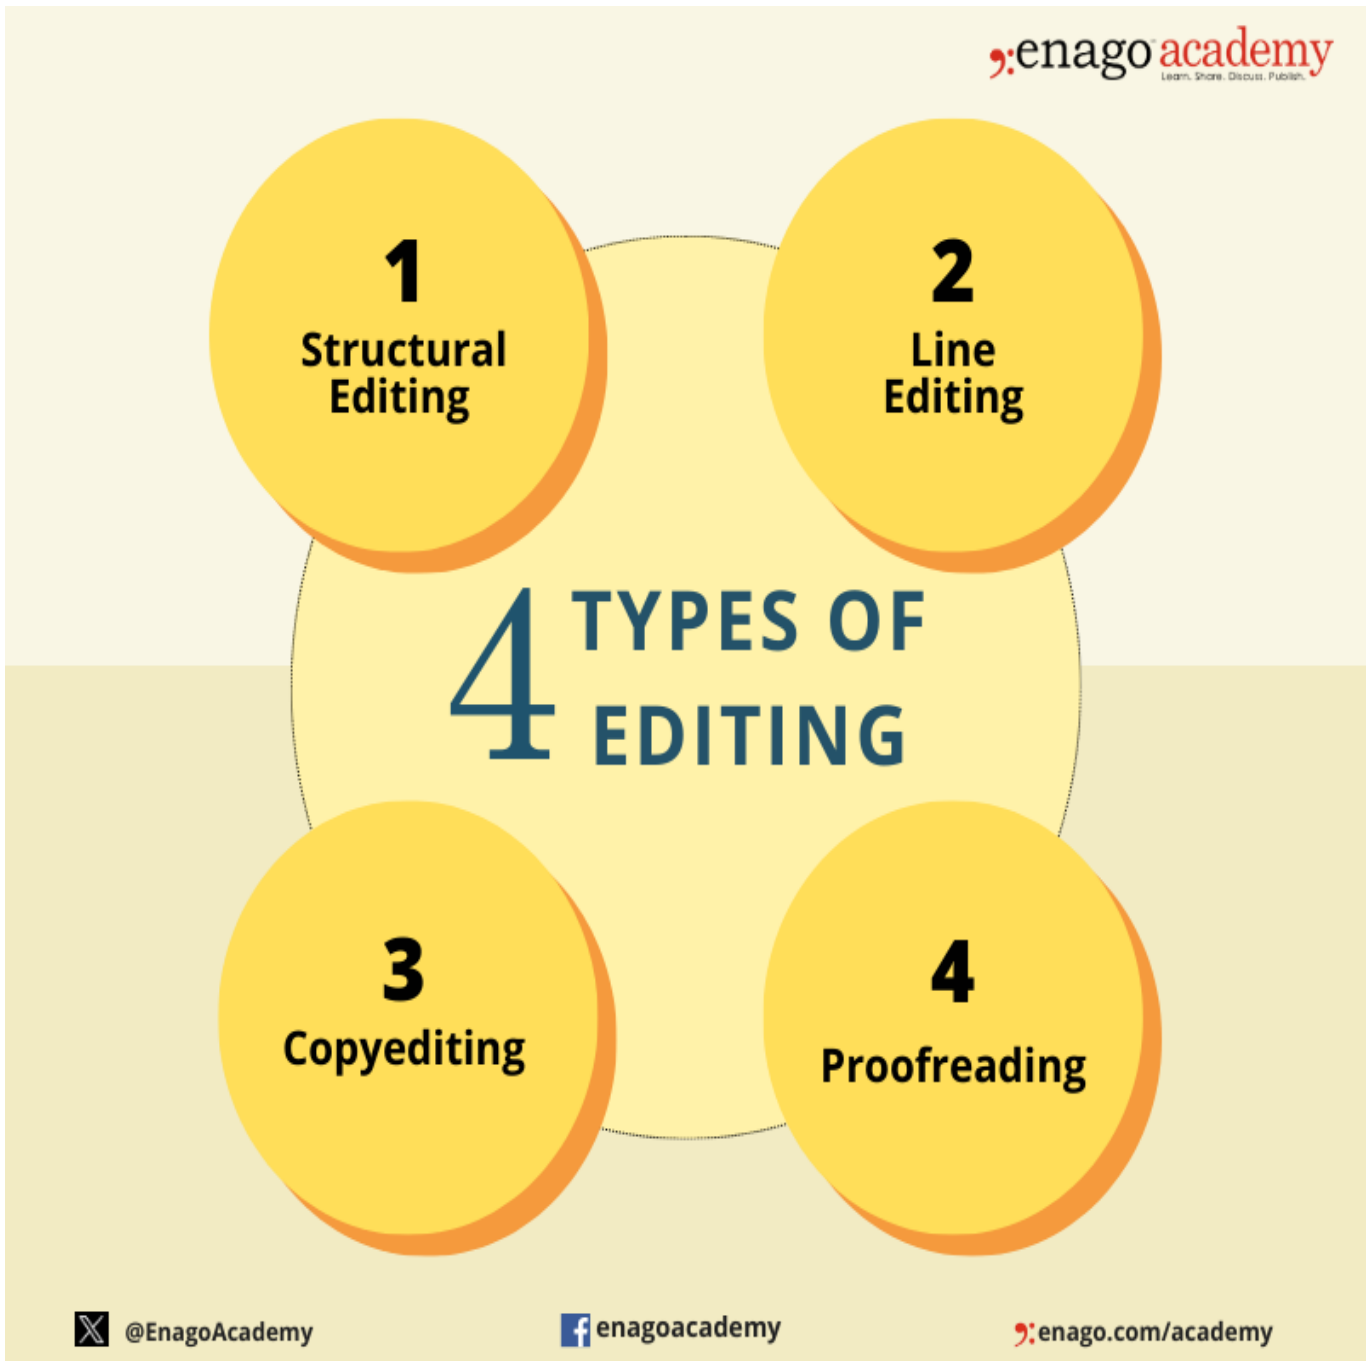 enago academy
Learn. Share. Discuss. Publish.
1
Structural
Editing
2
Line
Editing
4 TYPES OF
EDITING
3
Copyediting
4
Proofreading
@EnagoAcademy
enagoacademy
enago.com/academy